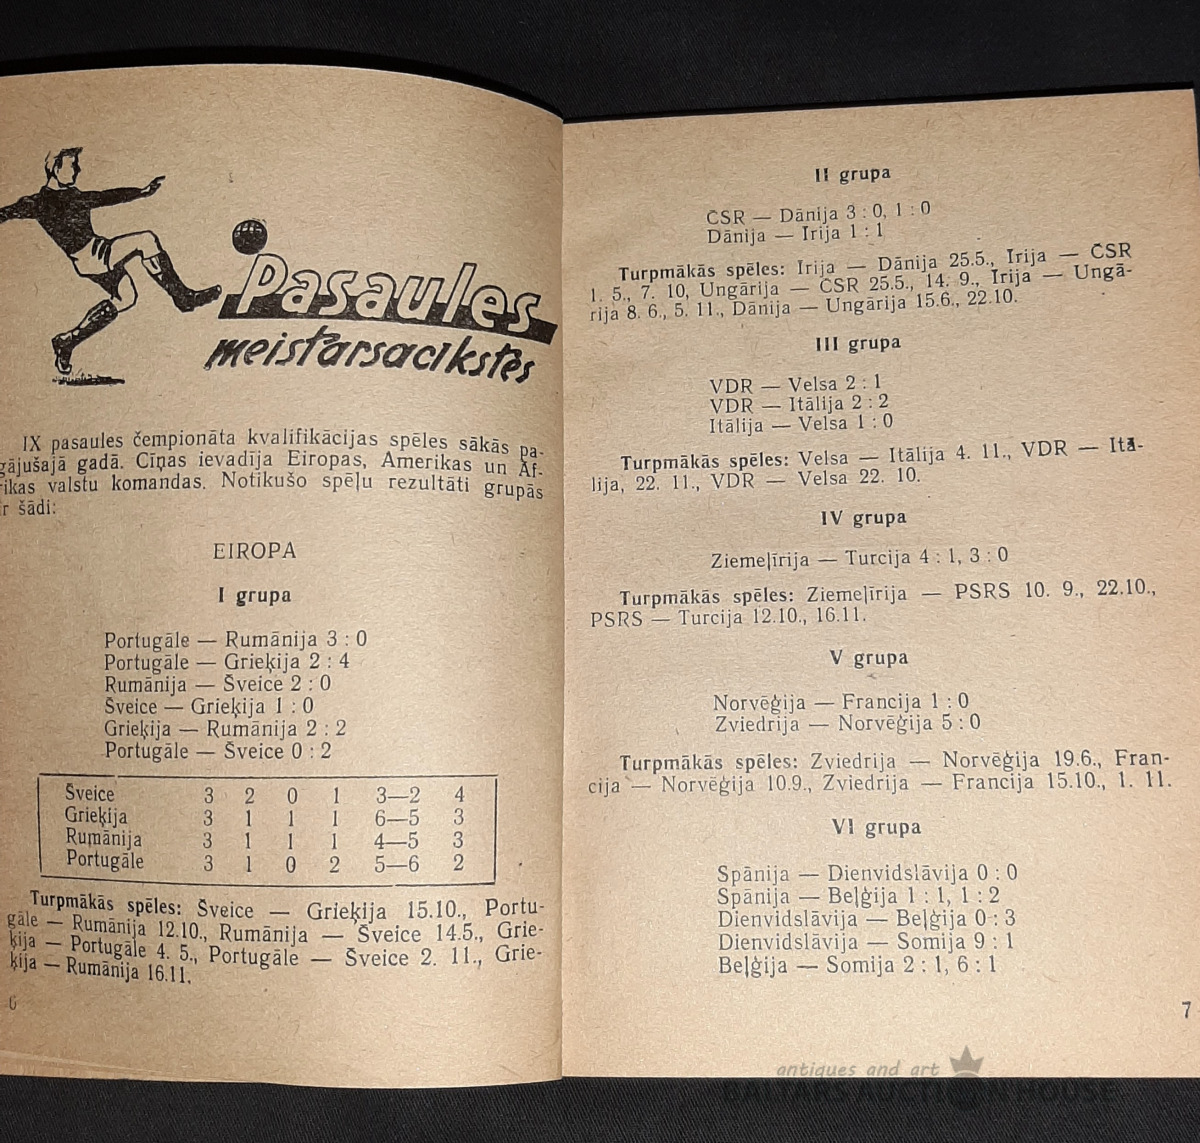 Pasaules
meistarsacīkstēs
IX pasaules čempionāta kvalifikācijas spēles sākās pa-
gājušajā gadā. Cīņas ievadīja Eiropas, Amerikas un Āf-
rikas valstu komandas. Notikušo spēļu rezultāti grupās
ir šādi:
EIROPA
I grupa
Portugāle — Rumānija 3 : 0
Portugāle — Grieķija 2 : 4
Rumānija — Šveice 2 : 0
Šveice — Grieķija 1 : 0
Grieķija — Rumānija 2 : 2
Portugāle — Šveice 0 : 2
Šveice 3 2 0 1 3—2 4
Grieķija 3 1 1 1 6—5 3
Rumānija 3 1 1 1 4—5 3
Portugāle 3 1 0 2 5—6 2
Turpmākās spēles: Šveice — Grieķija 15.10., Portu-
gāle — Rumānija 12.10., Rumānija — Šveice 14.5., Grie-
ķija — Portugāle 4. 5., Portugāle — Šveice 2. 11., Grie-
ķija — Rumānija 16.11.
6
II grupa
ČSR — Dānija 3 : 0, 1 : 0
Dānija — Īrija 1 : 1
Turpmākās spēles: Īrija — Dānija 25.5., Īrija — ČSR
1. 5., 7. 10, Ungārija — ČSR 25.5., 14. 9., Īrija — Ungā-
rija 8. 6., 5. 11., Dānija — Ungārija 15.6., 22.10.
III grupa
VDR — Velsa 2 : 1
VDR — Itālija 2 : 2
Itālija — Velsa 1 : 0
Turpmākās spēles: Velsa — Itālija 4. 11., VDR — Itā-
lija, 22. 11., VDR — Velsa 22. 10.
IV grupa
Ziemeļīrija — Turcija 4 : 1, 3 : 0
Turpmākās spēles: Ziemeļīrija — PSRS 10. 9., 22.10.,
PSRS — Turcija 12.10., 16.11.
V grupa
Norvēģija — Francija 1 : 0
Zviedrija — Norvēģija 5 : 0
Turpmākās spēles: Zviedrija — Norvēģija 19.6., Fran-
cija — Norvēģija 10.9., Zviedrija — Francija 15.10., 1. 11.
VI grupa
Spānija — Dienvidslāvija 0 : 0
Spānija — Beļģija 1 : 1, 1 : 2
Dienvidslāvija — Beļģija 0 : 3
Dienvidslāvija — Somija 9 : 1
Beļģija — Somija 2 : 1, 6 : 1
7
antiques and art
BALTARS AUCTION HOUSE